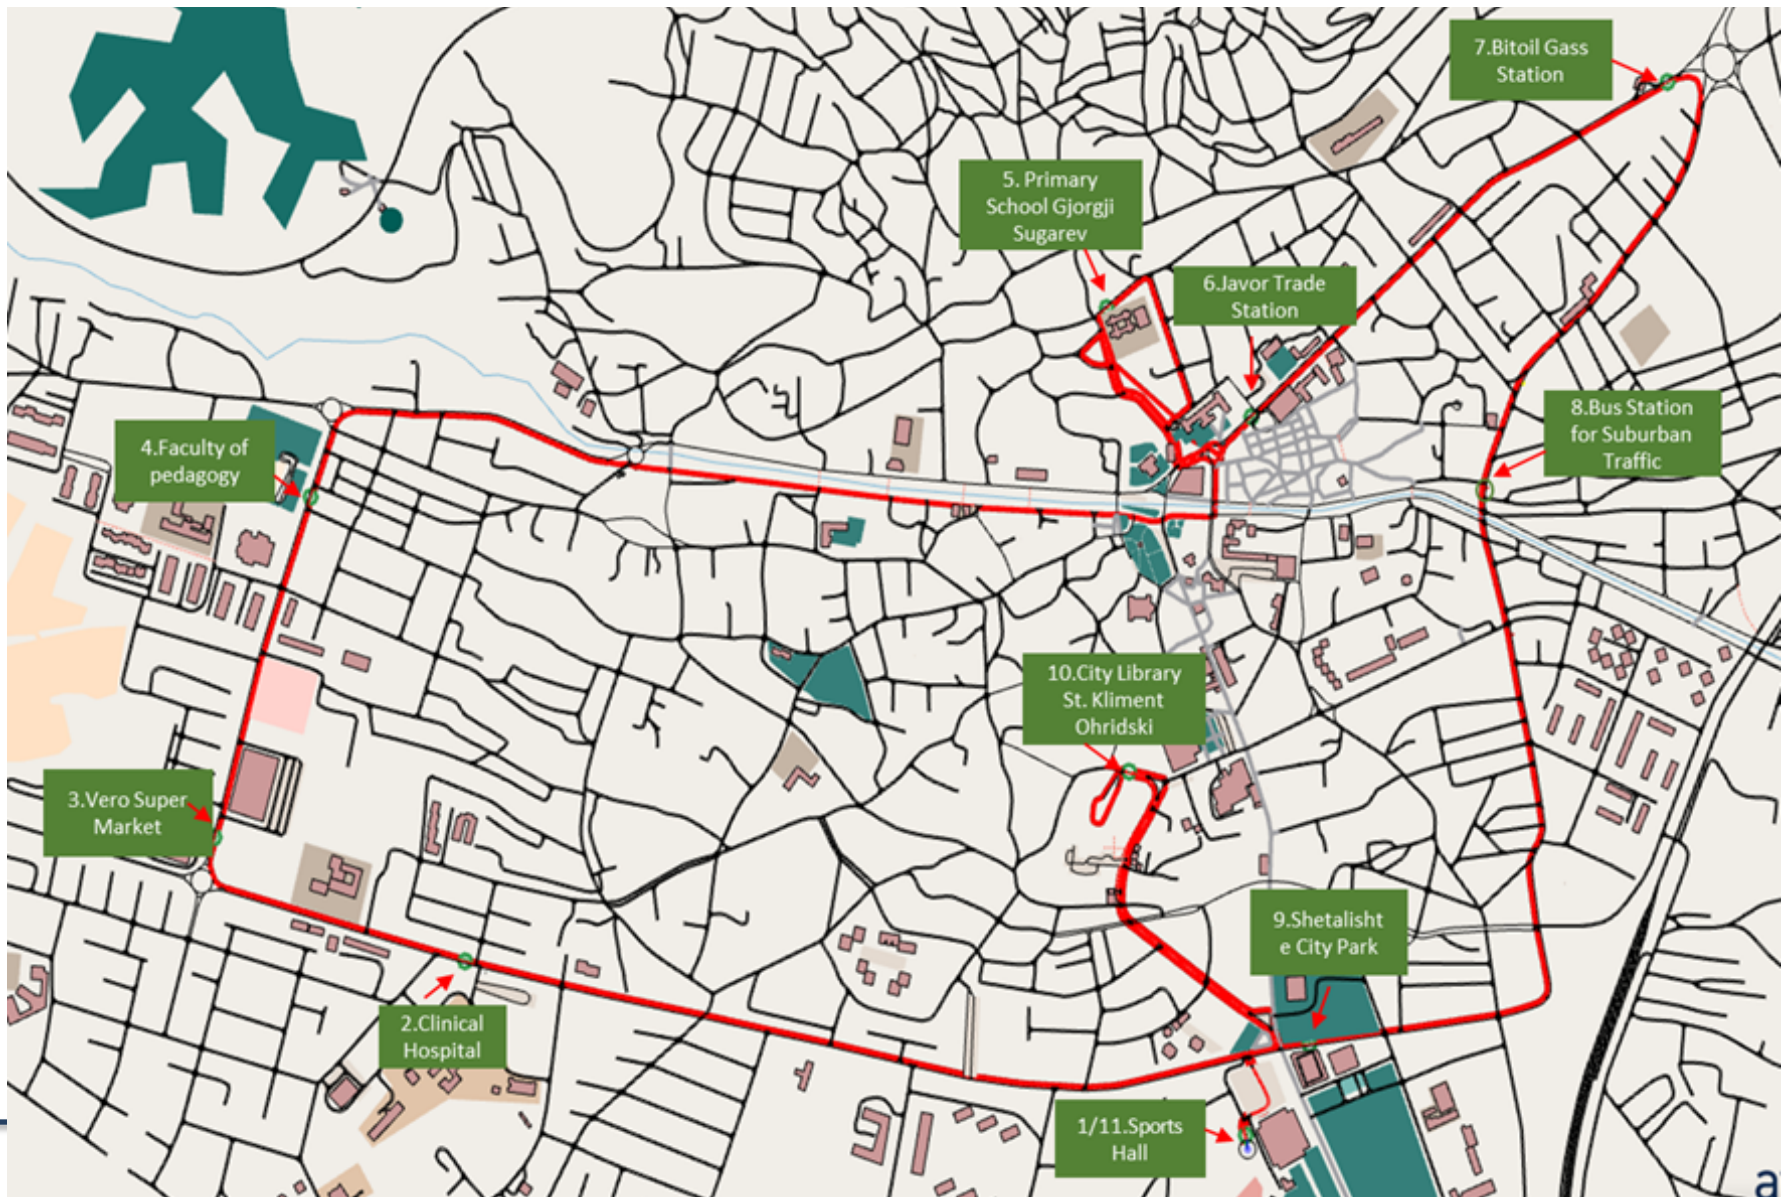 7.Bitoil Gass
Station
5. Primary
School Gjorgji
Sugarev
6.Javor Trade
Station
8.Bus Station
for Suburban
Traffic
4.Faculty of
pedagogy
10.City Library
St. Kliment
Ohridski
3.Vero Super
Market
9.Shetalisht
e City Park
2.Clinical
Hospital
1/11.Sports
Hall
a